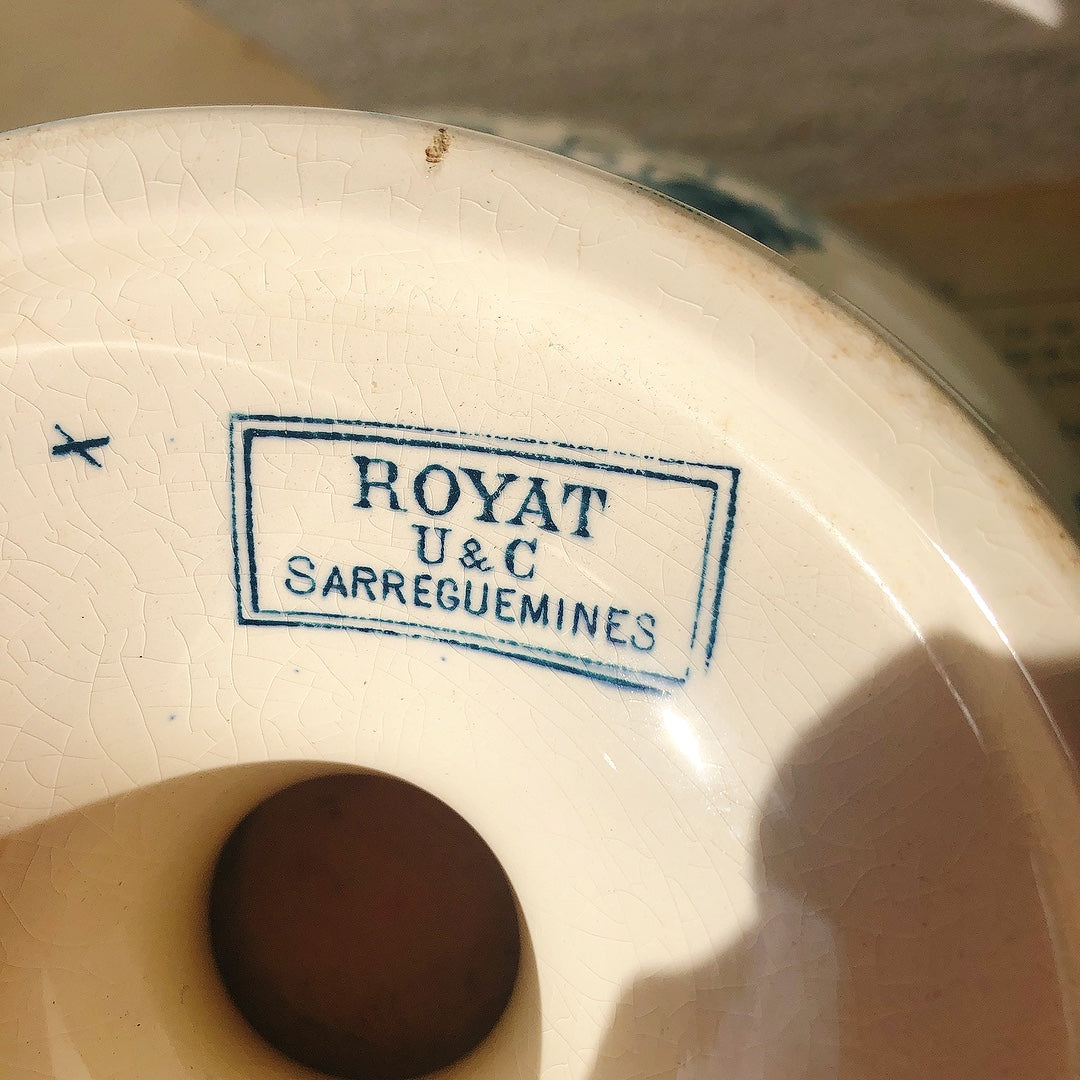 X
ROYAT
U & C
SARREGUEMINES